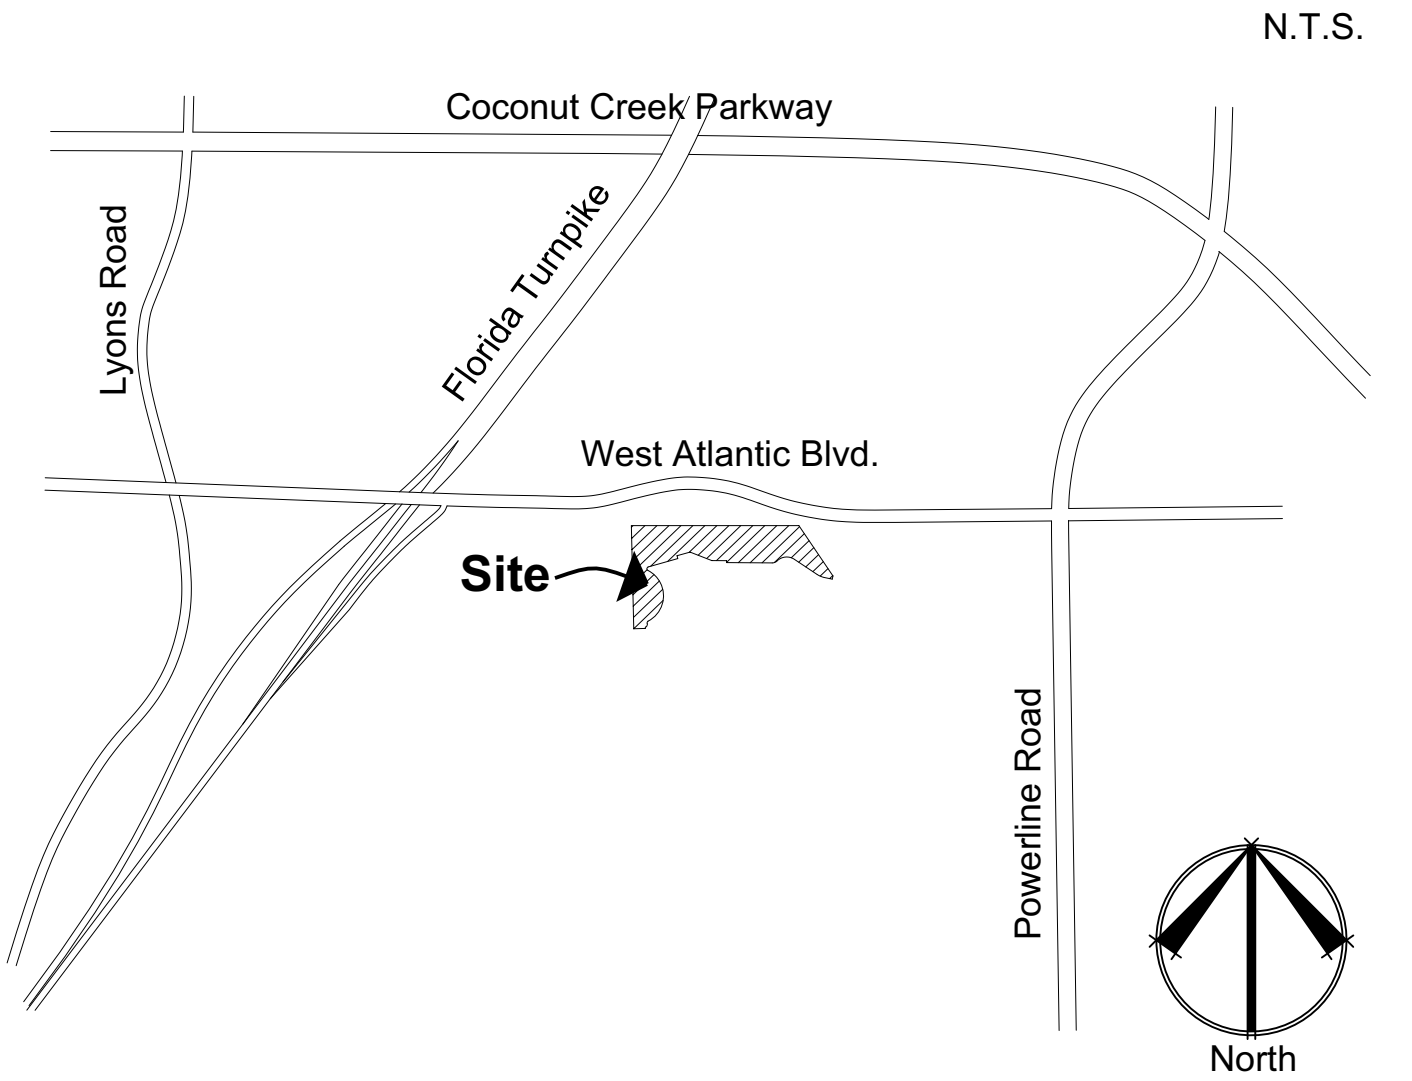 N.T.S.
Coconut Creek Parkway
Lyons Road
Florida Turnpike
West Atlantic Blvd.
Site
Powerline Road
North